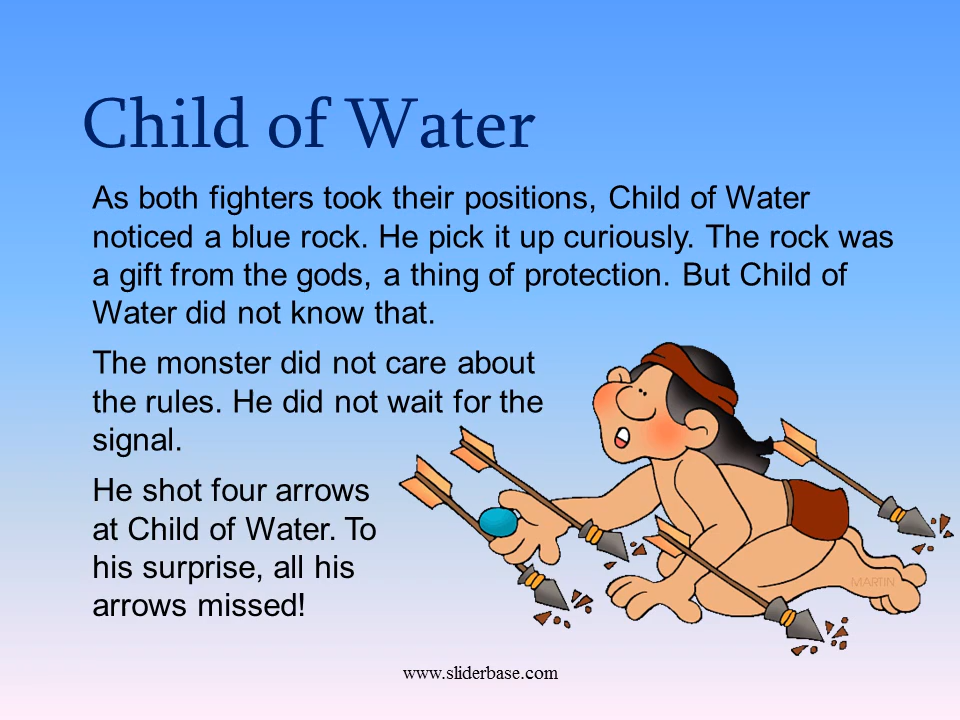 Child of Water
As both fighters took their positions, Child of Water
noticed a blue rock. He pick it up curiously. The rock was
a gift from the gods, a thing of protection. But Child of
Water did not know that.
The monster did not care about
the rules. He did not wait for the
signal.
He shot four arrows
at Child of Water. To
his surprise, all his
arrows missed!
MARTIN
www.sliderbase.com